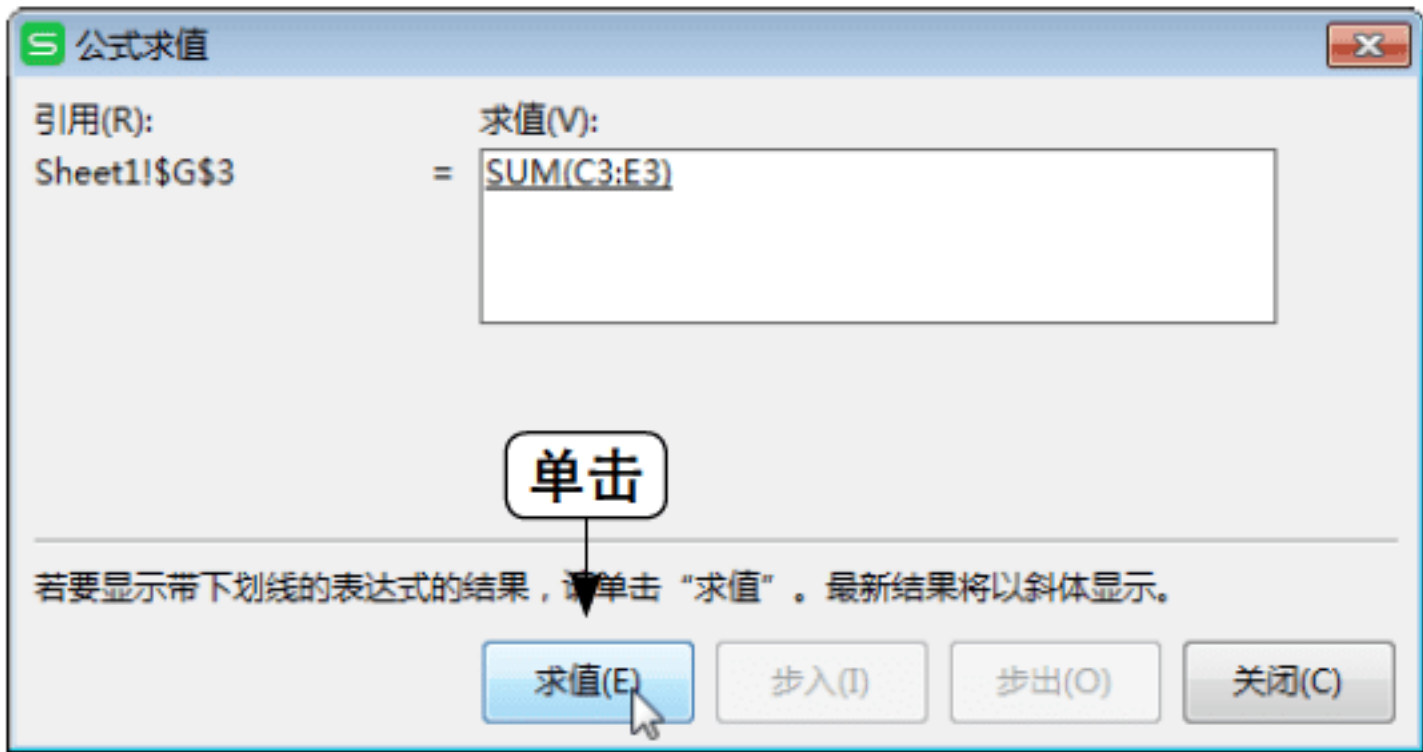 公式求值
引用(R): 求值(V):
Sheet1!$G$3 = SUM(C3:E3)
单击
若要显示带下划线的表达式的结果，请单击“求值”。最新结果将以斜体显示。
求值(E) 步入(I) 步出(O) 关闭(C)